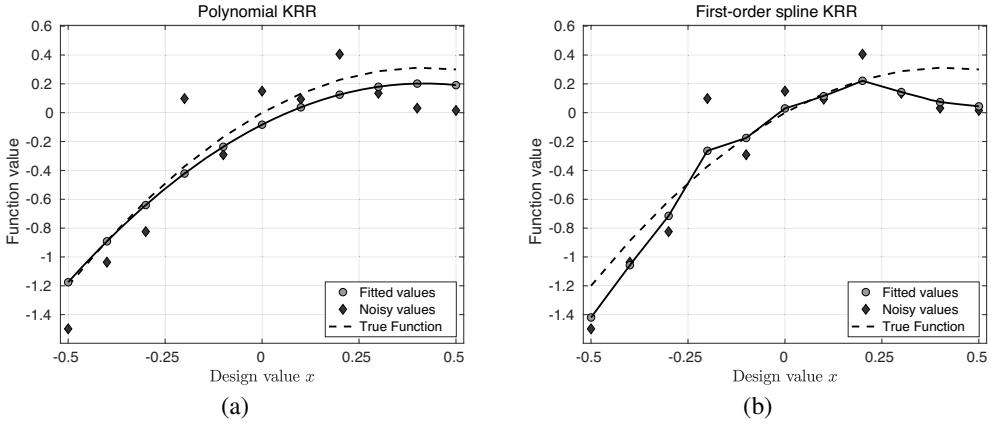 Polynomial KRR
0.6
0.4
0.2
0
-0.2
-0.4
-0.6
-0.8
-1
-1.2
-1.4
Function value
Fitted values
Noisy values
True Function
-0.5 -0.25 0 0.25 0.5
Design value x
(a)
First-order spline KRR
0.6
0.4
0.2
0
-0.2
-0.4
-0.6
-0.8
-1
-1.2
-1.4
Function value
Fitted values
Noisy values
True Function
-0.5 -0.25 0 0.25 0.5
Design value x
(b)